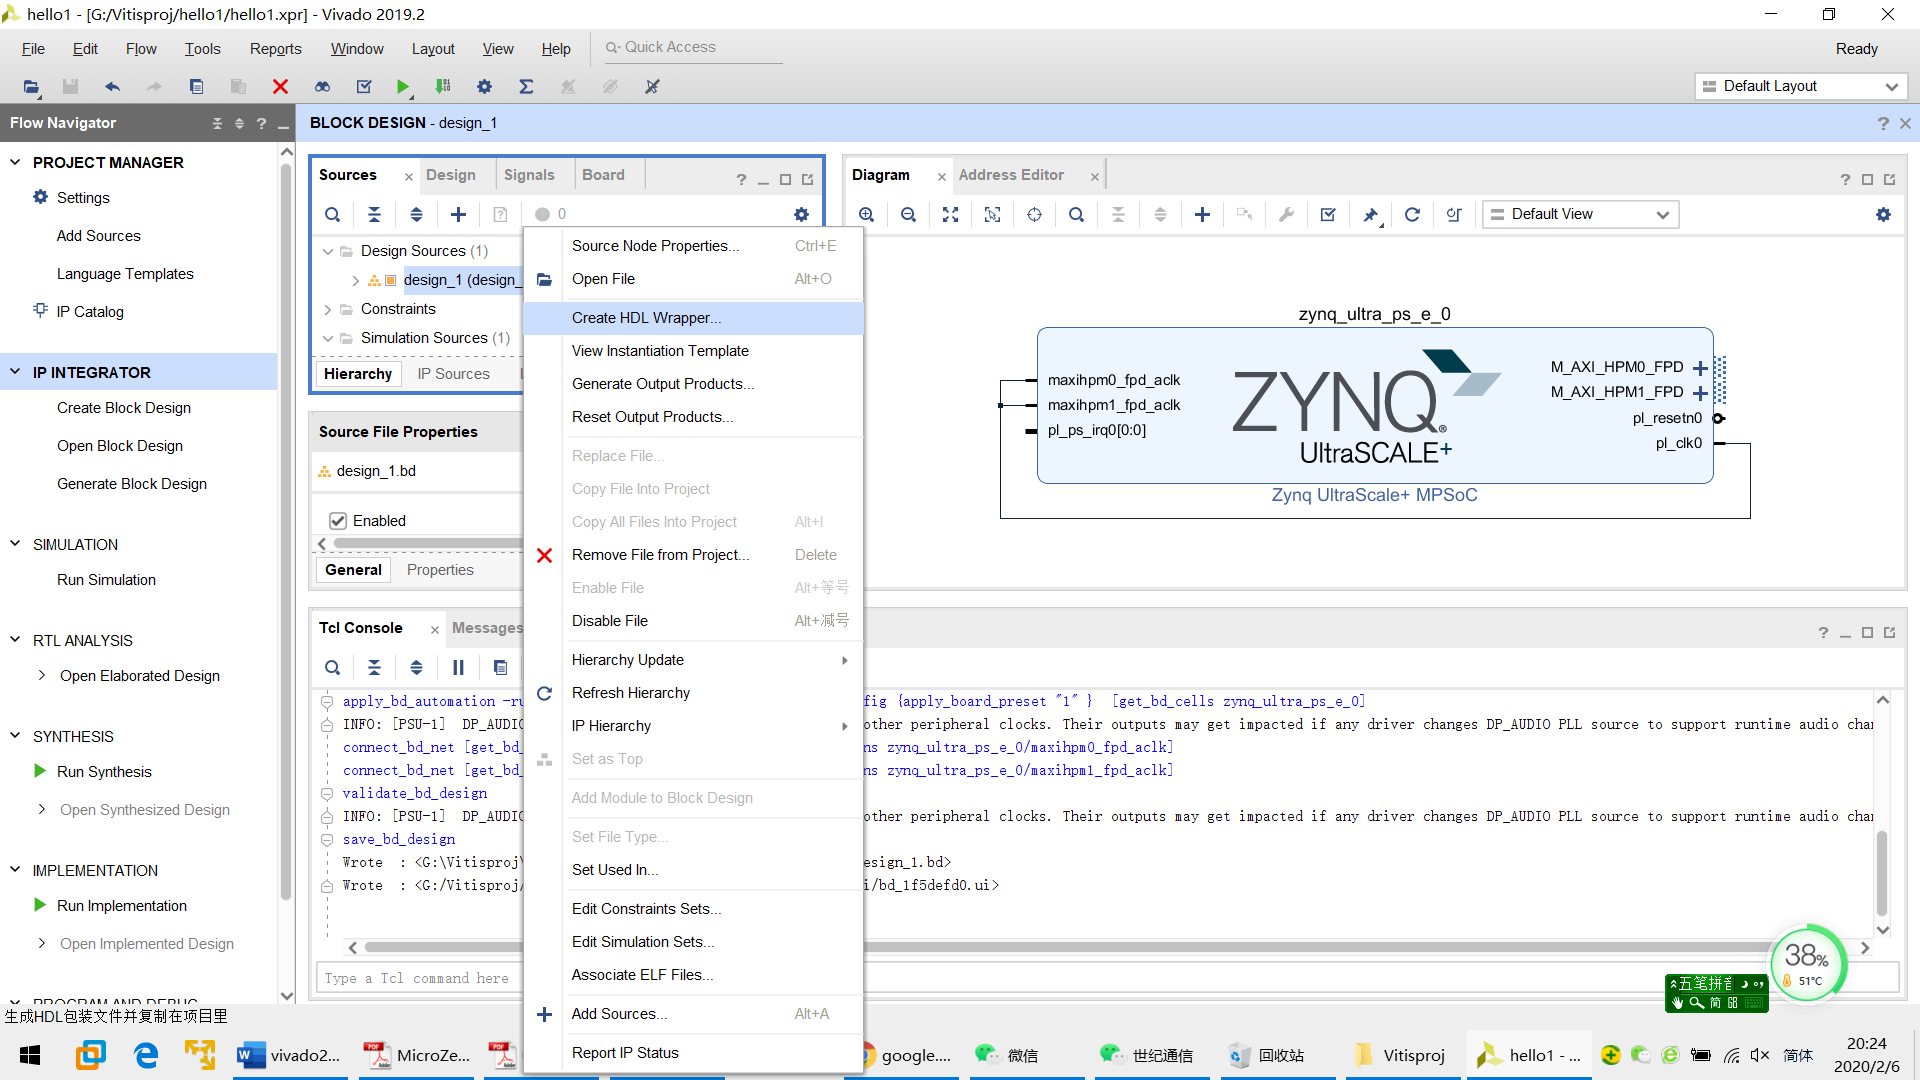 hello1 - [G:/Vitisproj/hello1/hello1.xpr] - Vivado 2019.2
File Edit Flow Tools Reports Window Layout View Help Quick Access Ready
Default Layout
Flow Navigator
BLOCK DESIGN - design_1
PROJECT MANAGER
Settings
Add Sources
Language Templates
IP Catalog
IP INTEGRATOR
Create Block Design
Open Block Design
Generate Block Design
SIMULATION
Run Simulation
RTL ANALYSIS
Open Elaborated Design
SYNTHESIS
Run Synthesis
Open Synthesized Design
IMPLEMENTATION
Run Implementation
Open Implemented Design
PROGRAM AND DEBUG
生成HDL包装文件并复制在项目里
Sources Design Signals Board
0
Design Sources (1)
design_1 (design_
Constraints
Simulation Sources (1)
Hierarchy IP Sources
Source File Properties
design_1.bd
Enabled
General Properties
Source Node Properties... Ctrl+E
Open File Alt+O
Create HDL Wrapper...
View Instantiation Template
Generate Output Products...
Reset Output Products...
Replace File...
Copy File Into Project
Copy All Files Into Project Alt+I
Remove File from Project... Delete
Enable File Alt+等号
Disable File Alt+减号
Hierarchy Update
Refresh Hierarchy
IP Hierarchy
Set as Top
Add Module to Block Design
Set File Type...
Set Used In...
Edit Constraints Sets...
Edit Simulation Sets...
Associate ELF Files...
Add Sources... Alt+A
Report IP Status
Diagram Address Editor
Default View
zynq_ultra_ps_e_0
maxihpm0_fpd_aclk
maxihpm1_fpd_aclk
pl_ps_irq0[0:0]
ZYNQ®
UltraSCALE+
M_AXI_HPM0_FPD
M_AXI_HPM1_FPD
pl_resetn0
pl_clk0
Zynq UltraScale+ MPSoC
Tcl Console Messages
apply_bd_automation -ru fig {apply_board_preset "1" } [get_bd_cells zynq_ultra_ps_e_0]
INFO: [PSU-1] DP_AUDIO other peripheral clocks. Their outputs may get impacted if any driver changes DP_AUDIO PLL source to support runtime audio chan
connect_bd_net [get_bd_ ns zynq_ultra_ps_e_0/maxihpm0_fpd_aclk]
connect_bd_net [get_bd_ ns zynq_ultra_ps_e_0/maxihpm1_fpd_aclk]
validate_bd_design
INFO: [PSU-1] DP_AUDIO other peripheral clocks. Their outputs may get impacted if any driver changes DP_AUDIO PLL source to support runtime audio chan
save_bd_design
Wrote : <G:\Vitisproj\ esign_1.bd>
Wrote : <G:/Vitisproj/ i/bd_1f5defd0.ui>
Type a Tcl command here
38%
51°C
五笔拼音
简
vivado2... MicroZe... google.... 微信 世纪通信 回收站 Vitisproj hello1 - ... 简体
20:24
2020/2/6